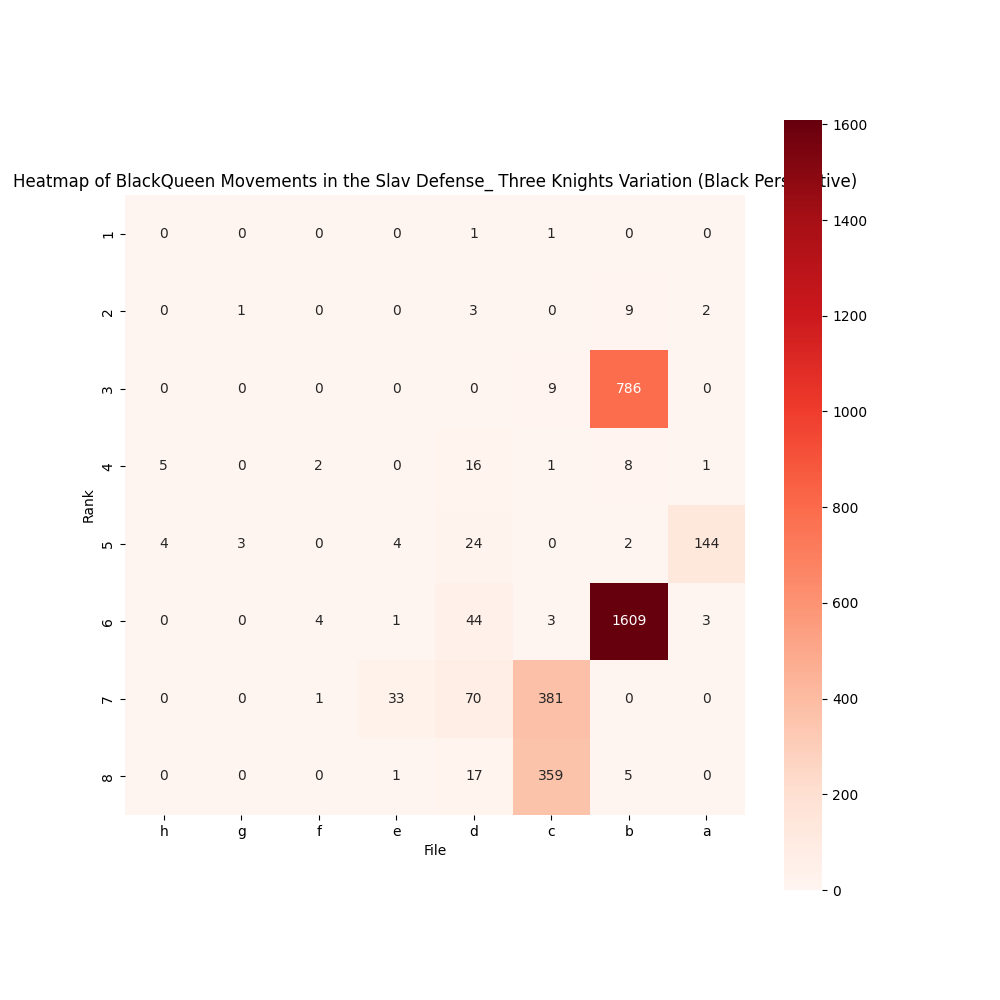 1600
Heatmap of BlackQueen Movements in the Slav Defense_ Three Knights Variation (Black Perspective)
1 0 0 0 0 1 1 0 0
2 0 1 0 0 3 0 9 2
3 0 0 0 0 0 9 786 0
4 5 0 2 0 16 1 8 1
5 4 3 0 4 24 0 2 144
6 0 0 4 1 44 3 1609 3
7 0 0 1 33 70 381 0 0
8 0 0 0 1 17 359 5 0
Rank
h g f e d c b a
File
1400
1200
1000
800
600
400
200
0